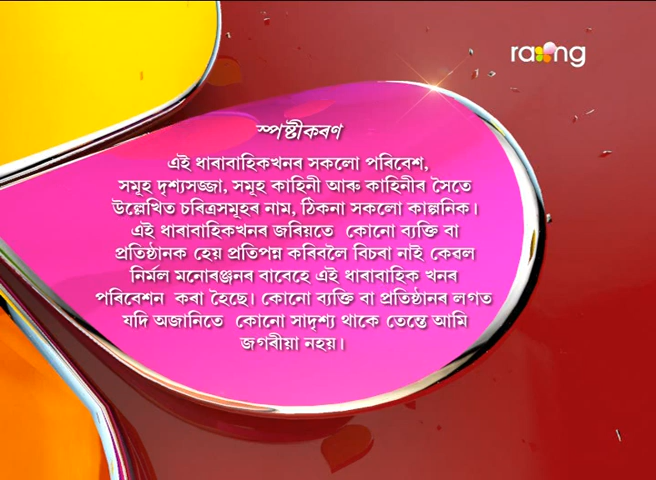 rang
স্পষ্টীকৰণ
এই ধাৰাবাহিকখনৰ সকলো পৰিবেশ,
সমূহ দৃশ্যসজ্জা, সমূহ কাহিনী আৰু কাহিনীৰ সৈতে
উল্লেখিত চৰিত্ৰসমূহৰ নাম, ঠিকনা সকলো কাল্পনিক।
এই ধাৰাবাহিকখনৰ জৰিয়তে কোনো ব্যক্তি বা
প্ৰতিষ্ঠানক হেয় প্ৰতিপন্ন কৰিবলৈ বিচৰা নাই কেৱল
নিৰ্মল মনোৰঞ্জনৰ বাবেহে এই ধাৰাবাহিক খনৰ
পৰিবেশন কৰা হৈছে। কোনো ব্যক্তি বা প্ৰতিষ্ঠানৰ লগত
যদি অজানিতে কোনো সাদৃশ্য থাকে তেন্তে আমি
জগৰীয়া নহয়।